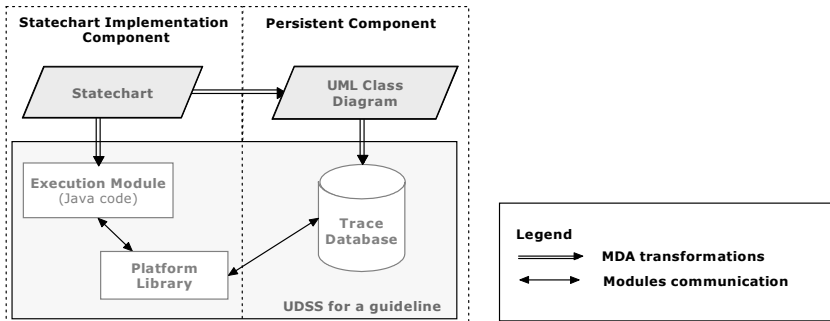 Statechart Implementation
Component
Persistent Component
Statechart
UML Class
Diagram
Execution Module
(Java code)
Trace
Database
Platform
Library
UDSS for a guideline
Legend
MDA transformations
Modules communication